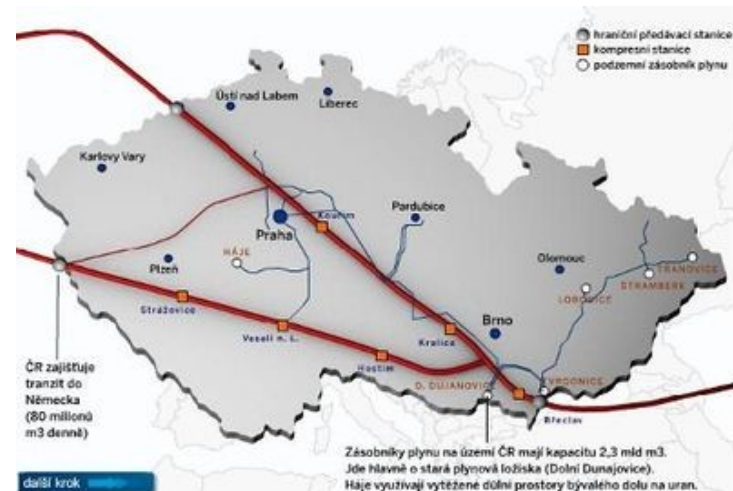 hraniční předávací stanice
kompresní stanice
podzemní zásobník plynu
Ústí nad Labem
Liberec
Karlovy Vary
Kouřim
Pardubice
Praha
HÁJE
Plzeň
Olomouc
TRANOVICE
ŠTRAMBERK
LOBODICE
Strážovice
Veselí n. L.
Kralice
Brno
Hostim
D. DUNAJOVICE
TVRDONICE
Břeclav
ČR zajišťuje
tranzit do
Německa
(80 milionů
m3 denně)
Zásobníky plynu na území ČR mají kapacitu 2,3 mld m3.
Jde hlavně o stará plynová ložiska (Dolní Dunajovice).
Háje využívají vytěžené důlní prostory bývalého dolu na uran.
další krok